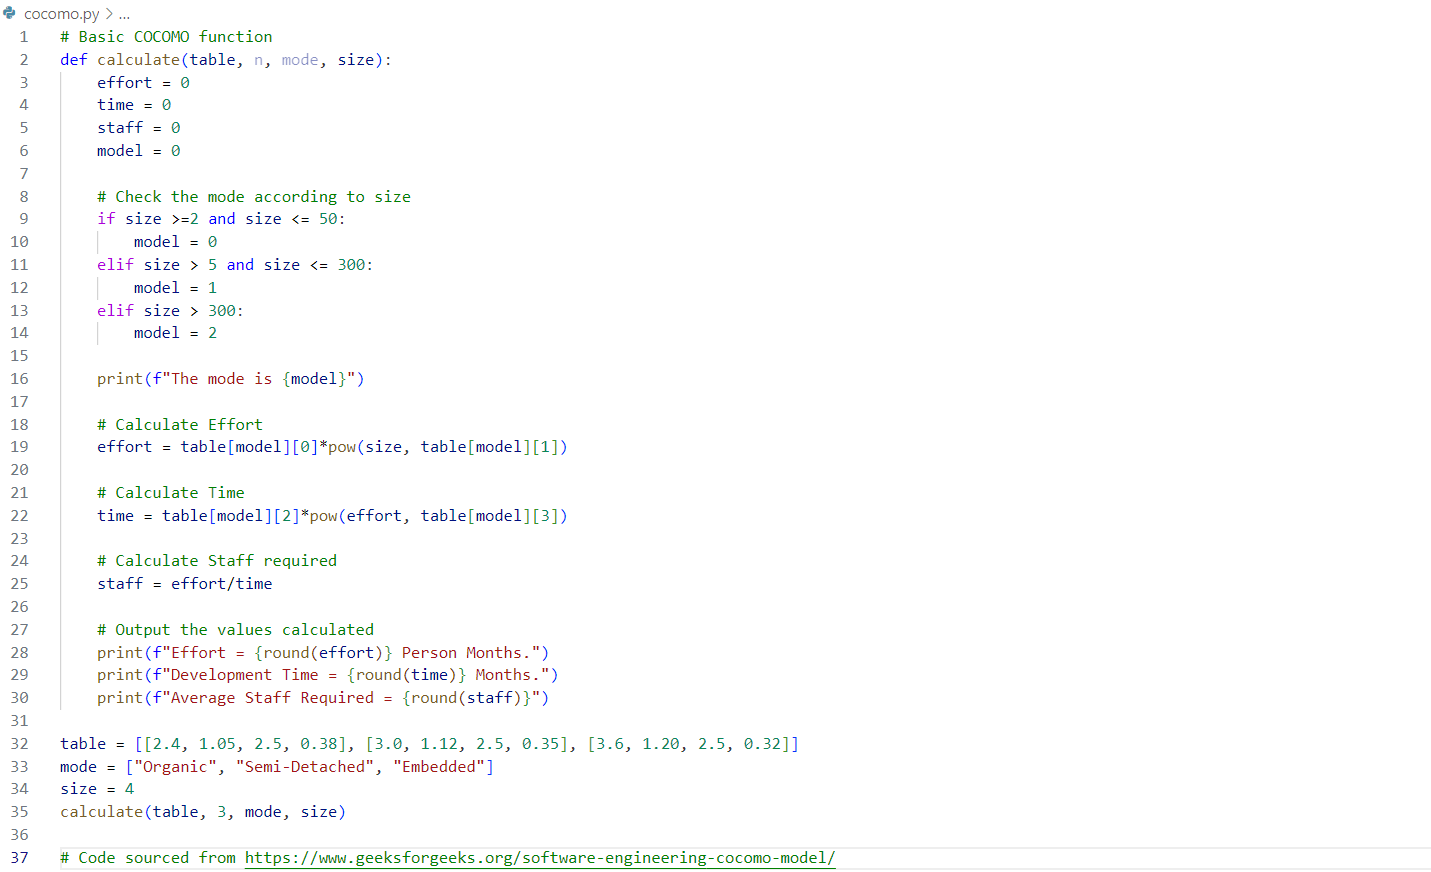 cocomo.py > ...
1 # Basic COCOMO function
2 def calculate(table, n, mode, size):
3     effort = 0
4     time = 0
5     staff = 0
6     model = 0
7
8     # Check the mode according to size
9     if size >=2 and size <= 50:
10         model = 0
11     elif size > 5 and size <= 300:
12         model = 1
13     elif size > 300:
14         model = 2
15
16     print(f"The mode is {model}")
17
18     # Calculate Effort
19     effort = table[model][0]*pow(size, table[model][1])
20
21     # Calculate Time
22     time = table[model][2]*pow(effort, table[model][3])
23
24     # Calculate Staff required
25     staff = effort/time
26
27     # Output the values calculated
28     print(f"Effort = {round(effort)} Person Months.")
29     print(f"Development Time = {round(time)} Months.")
30     print(f"Average Staff Required = {round(staff)}")
31
32 table = [[2.4, 1.05, 2.5, 0.38], [3.0, 1.12, 2.5, 0.35], [3.6, 1.20, 2.5, 0.32]]
33 mode = ["Organic", "Semi-Detached", "Embedded"]
34 size = 4
35 calculate(table, 3, mode, size)
36
37 # Code sourced from https://www.geeksforgeeks.org/software-engineering-cocomo-model/